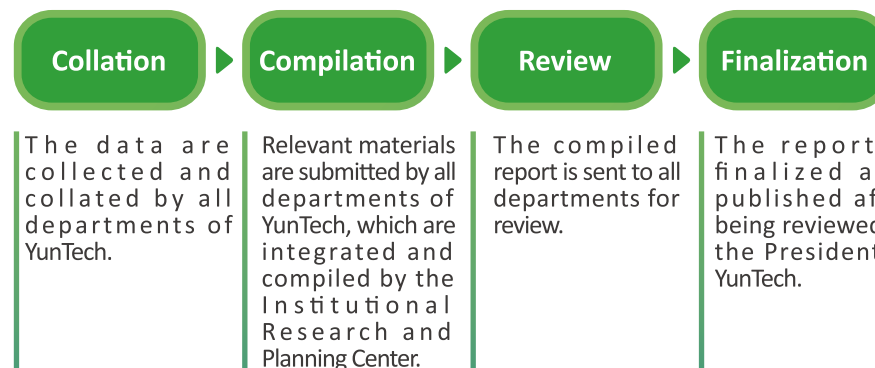 Collation
Compilation
Review
Finalization
The data are
collected and
collated by all
departments of
YunTech.
Relevant materials
are submitted by all
departments of
YunTech, which are
integrated and
compiled by the
Institutional
Research and
Planning Center.
The compiled
report is sent to all
departments for
review.
The report
finalized a
published af
being reviewed
the President
YunTech.